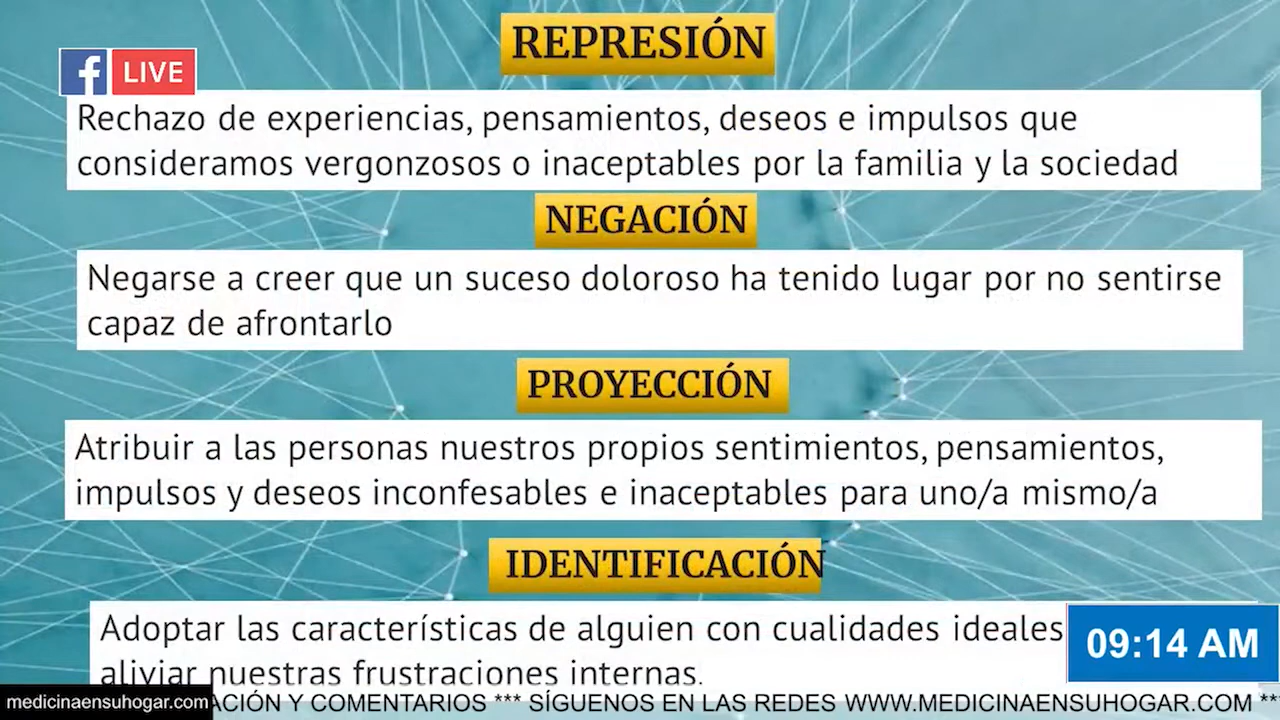 REPRESIÓN
f LIVE
Rechazo de experiencias, pensamientos, deseos e impulsos que
consideramos vergonzosos o inaceptables por la familia y la sociedad
NEGACIÓN
Negarse a creer que un suceso doloroso ha tenido lugar por no sentirse
capaz de afrontarlo
PROYECCIÓN
Atribuir a las personas nuestros propios sentimientos, pensamientos,
impulsos y deseos inconfesables e inaceptables para uno/a mismo/a
IDENTIFICACIÓN
Adoptar las características de alguien con cualidades ideales
aliviar nuestras frustraciones internas.
09:14 AM
medicinaensuhogar.com
ACIÓN Y COMENTARIOS *** SÍGUENOS EN LAS REDES WWW.MEDICINAENSUHOGAR.COM **